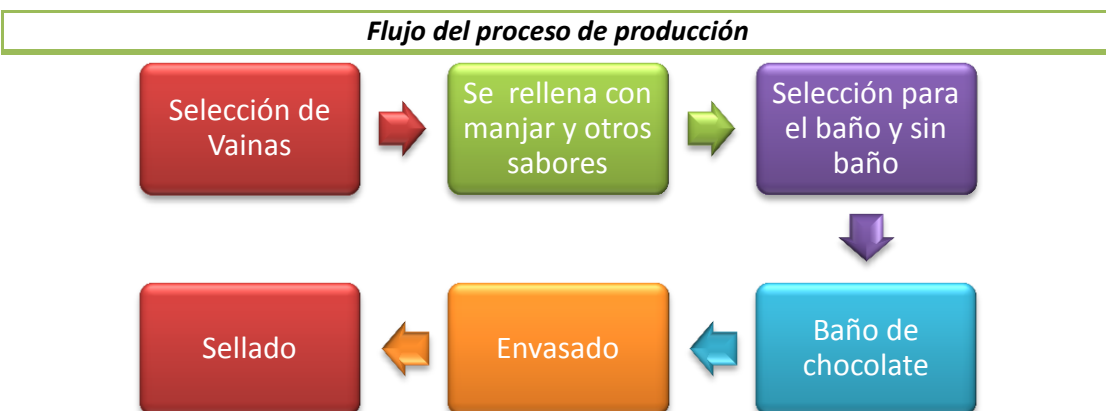 Flujo del proceso de producción
Selección de
Vainas
Se rellena con
manjar y otros
sabores
Selección para
el baño y sin
baño
Baño de
chocolate
Envasado
Sellado